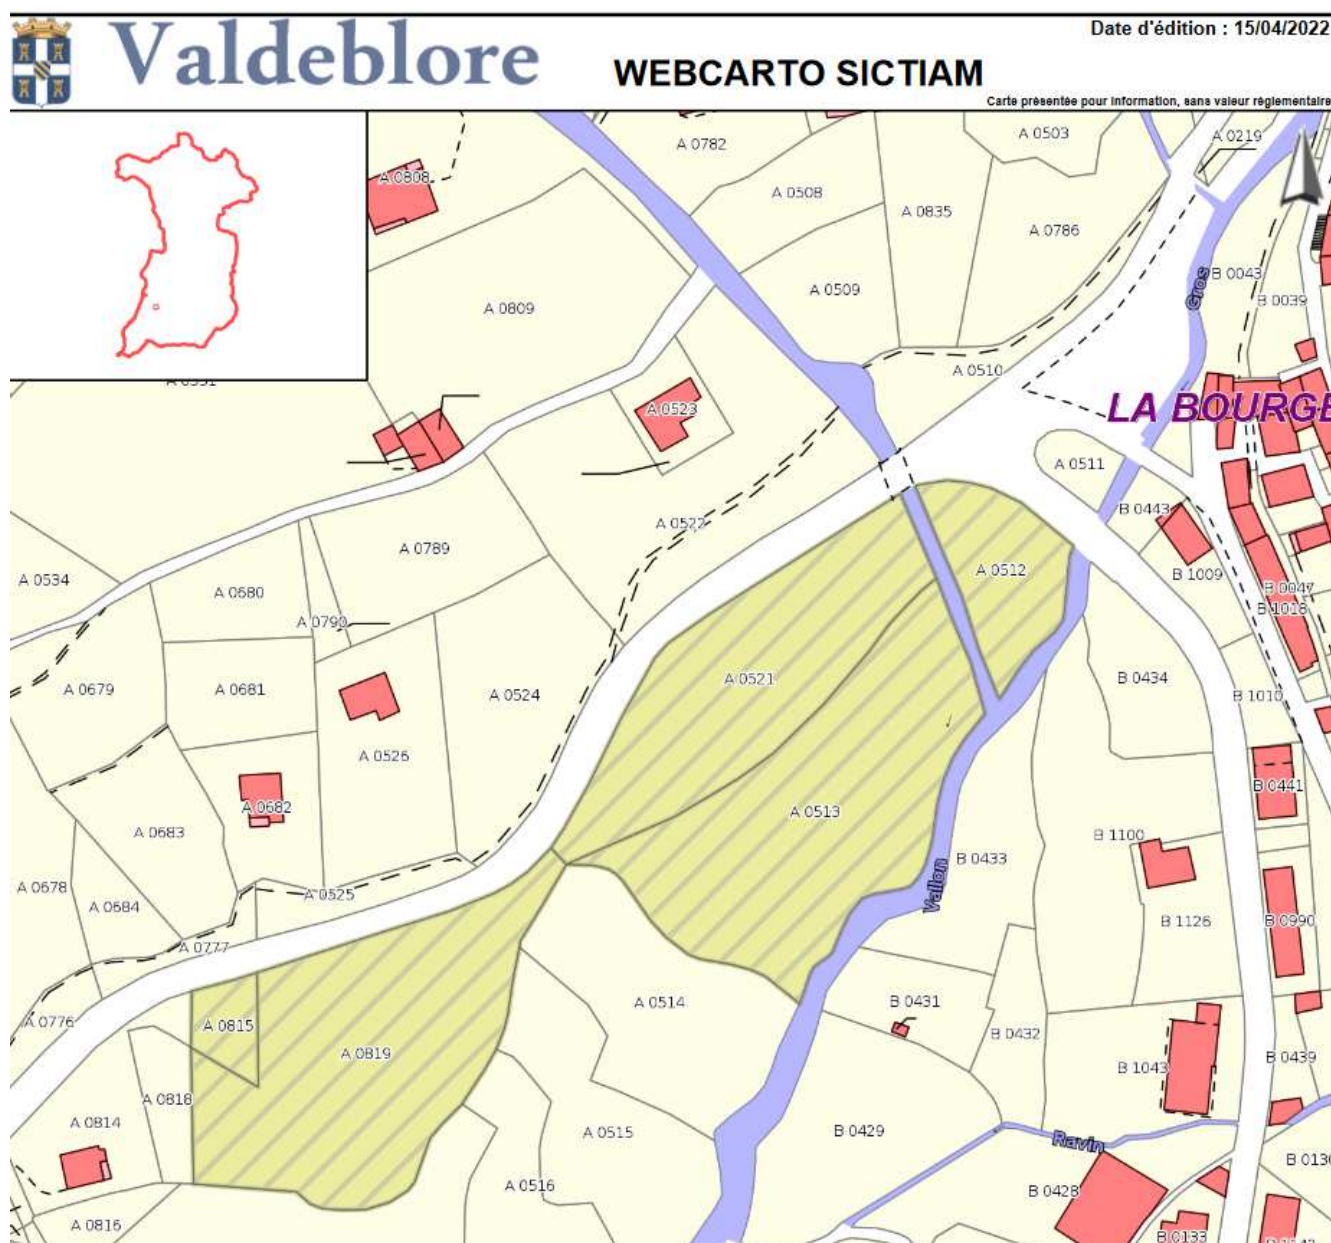 Valdeblore
WEBCARTO SICTIAM
Date d'édition : 15/04/2022
Carte présentée pour information, sans valeur réglementaire
A 0503
A 0219
A 0782
A 0808
A 0508
A 0835
A 0786
B 0043
Gros
B 0039
A 0809
A 0509
A 0510
A 0523
LA BOURGE
A 0511
B 0443
A 0522
A 0789
A 0534
A 0680
A 0512
B 1009
B 0047
B 1018
A 0790
A 0679
A 0681
A 0524
A 0521
B 0434
B 1010
A 0526
A 0682
A 0513
B 0441
A 0683
B 1100
A 0678
A 0684
A 0525
B 0433
Vallon
B 1126
B 0990
A 0777
A 0776
A 0815
A 0819
A 0514
B 0431
B 0432
B 1043
B 0439
A 0818
A 0814
A 0515
B 0429
Ravin
A 0516
B 0428
A 0816
B 0133